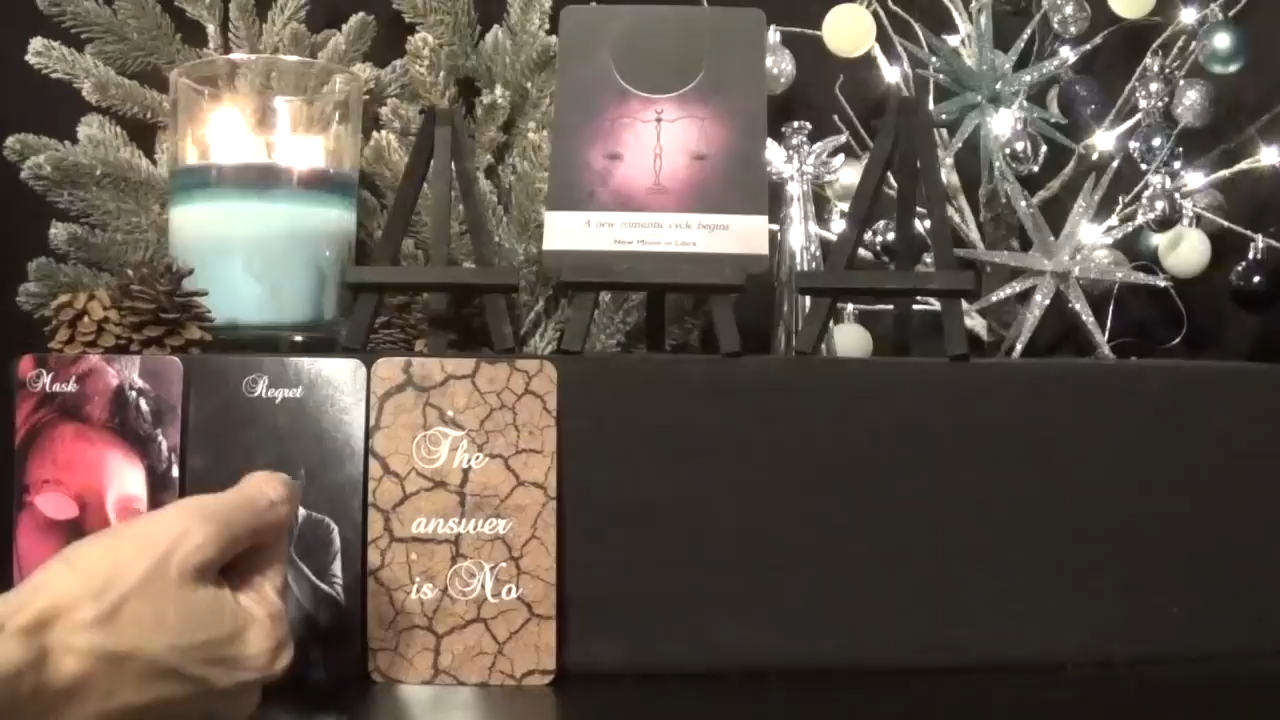 A new romantic cycle begins
New Moon in Libra
Mask
Regret
The
answer
is No